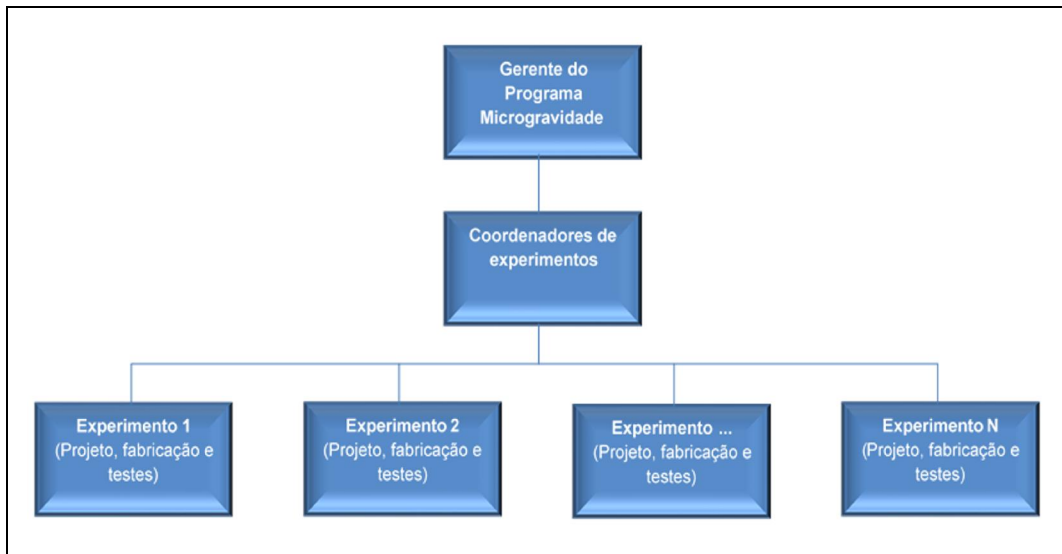 Gerente do
Programa
Microgravidade
Coordenadores de
experimentos
Experimento 1
(Projeto, fabricação e
testes)
Experimento 2
(Projeto, fabricação e
testes)
Experimento ...
(Projeto, fabricação e
testes)
Experimento N
(Projeto, fabricação e
testes)